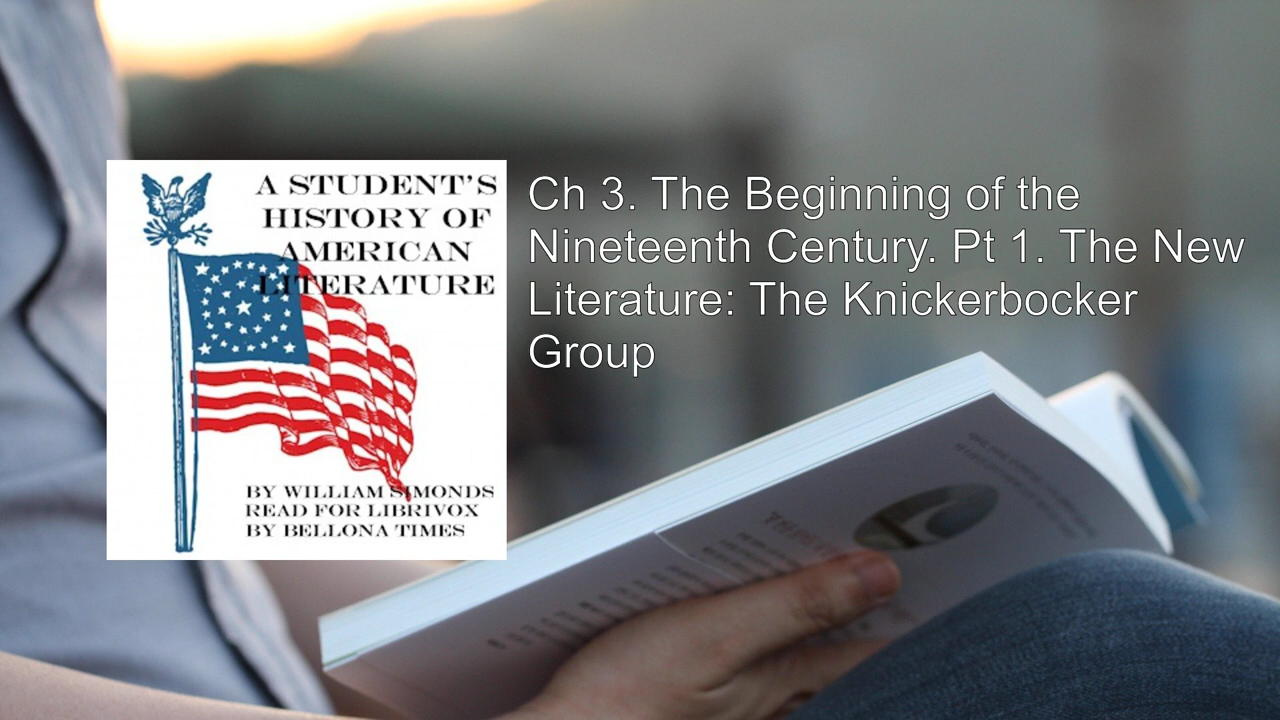 A STUDENT'S
HISTORY OF
AMERICAN
LITERATURE
BY WILLIAM SIMONDS
READ FOR LIBRIVOX
BY BELLONA TIMES
Ch 3. The Beginning of the
Nineteenth Century. Pt 1. The New
Literature: The Knickerbocker
Group